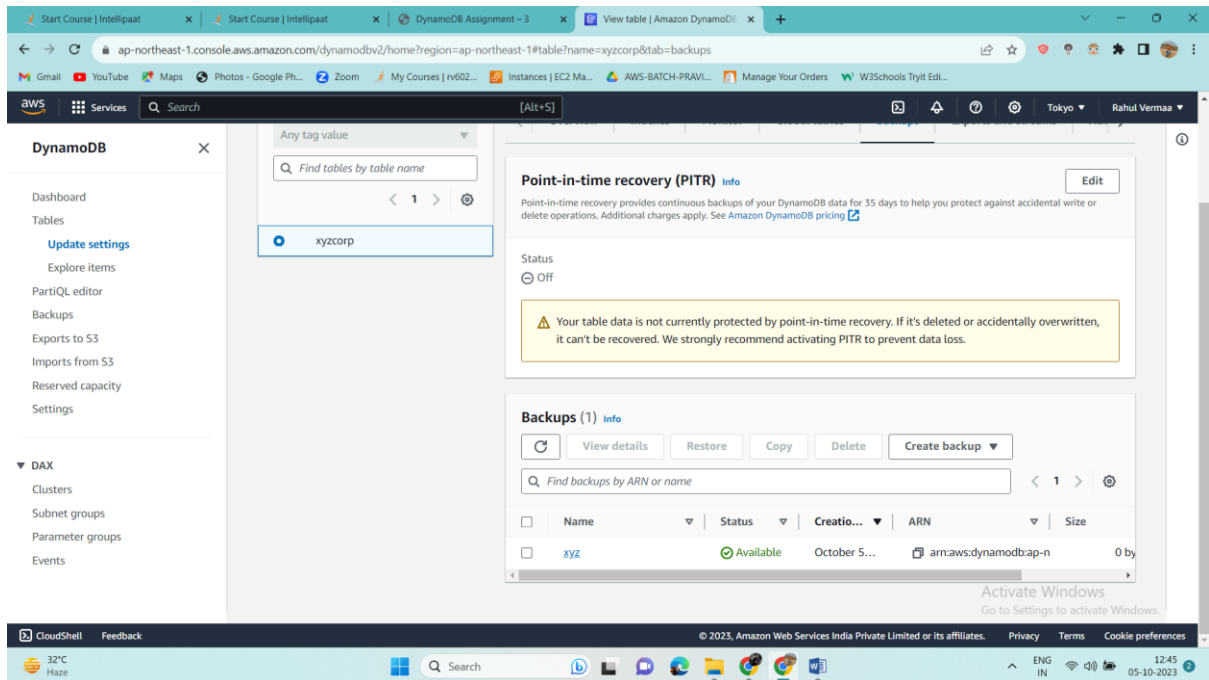 Start Course | Intellipaat
Start Course | Intellipaat
DynamoDB Assignment – 3
View table | Amazon DynamoDB
ap-northeast-1.console.aws.amazon.com/dynamodbv2/home?region=ap-northeast-1#table?name=xyzcorp&tab=backups
Gmail YouTube Maps Photos - Google Ph... Zoom My Courses | rv602... Instances | EC2 Ma... AWS-BATCH-PRAVI... Manage Your Orders W3Schools Tryit Edi...
aws Services Search [Alt+S] Tokyo Rahul Vermaa
DynamoDB
Dashboard
Tables
Update settings
Explore items
PartiQL editor
Backups
Exports to S3
Imports from S3
Reserved capacity
Settings
DAX
Clusters
Subnet groups
Parameter groups
Events
Any tag value
Find tables by table name
1
xyzcorp
Point-in-time recovery (PITR) Info
Edit
Point-in-time recovery provides continuous backups of your DynamoDB data for 35 days to help you protect against accidental write or
delete operations. Additional charges apply. See Amazon DynamoDB pricing
Status
Off
Your table data is not currently protected by point-in-time recovery. If it's deleted or accidentally overwritten,
it can't be recovered. We strongly recommend activating PITR to prevent data loss.
Backups (1) Info
View details Restore Copy Delete Create backup
Find backups by ARN or name
1
Name Status Creatio... ARN Size
xyz Available October 5... arn:aws:dynamodb:ap-n 0 by
Activate Windows
Go to Settings to activate Windows.
CloudShell Feedback © 2023, Amazon Web Services India Private Limited or its affiliates. Privacy Terms Cookie preferences
32°C
Haze
Search
ENG
IN
12:45
05-10-2023
2